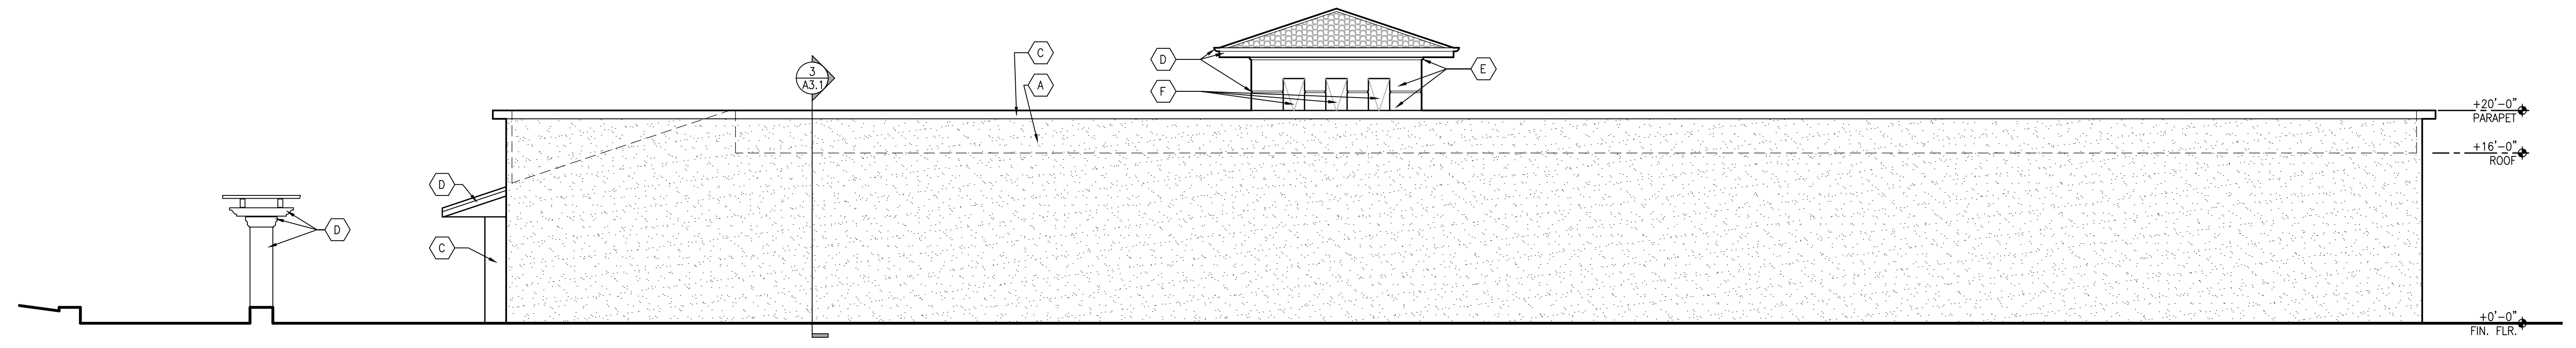 C
3
A3.1
D
E
A
F
+20'-0"
PARAPET
+16'-0"
ROOF
D
D
C
+0'-0"
FIN. FLR.